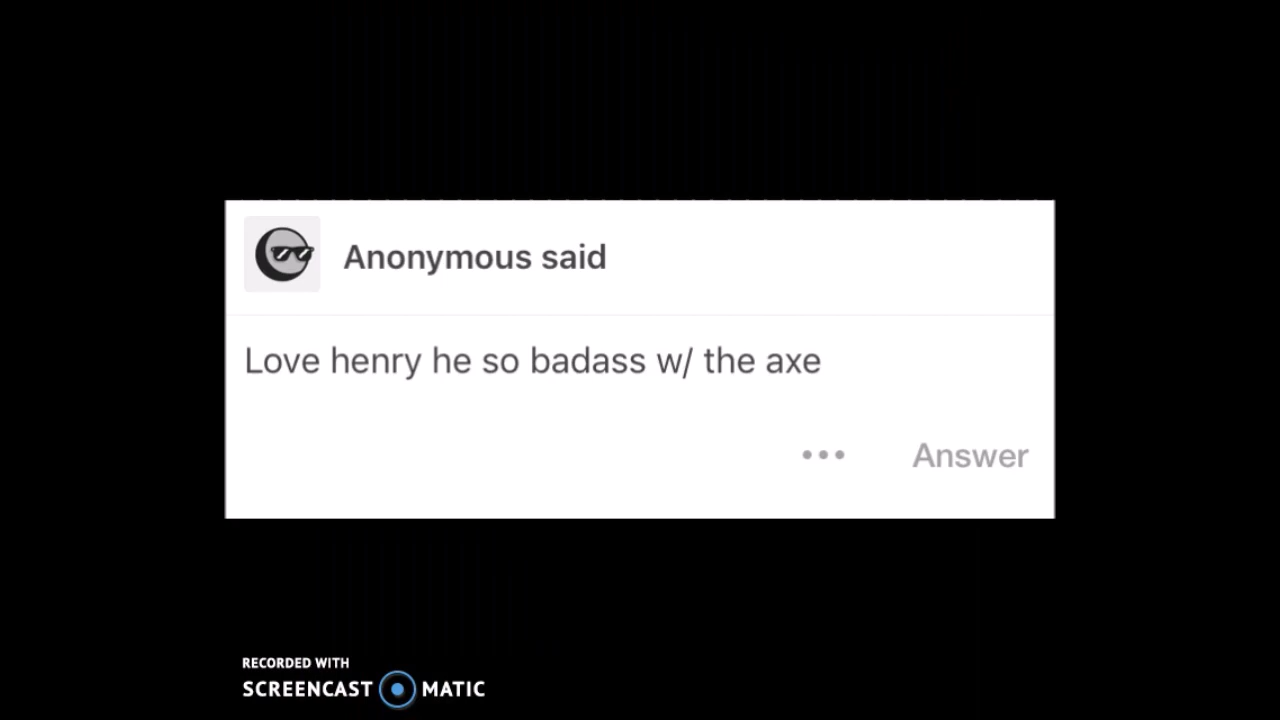 Anonymous said
Love henry he so badass w/ the axe
Answer
RECORDED WITH
SCREENCAST MATIC